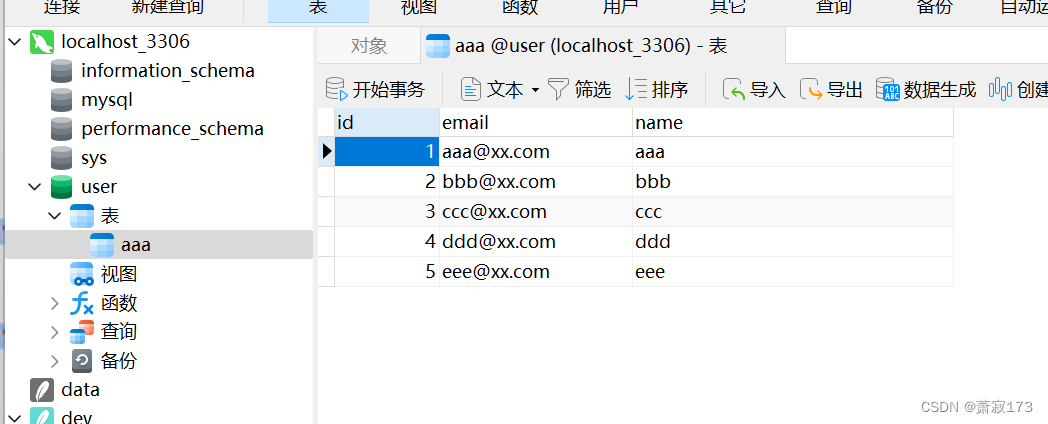 连接 新建查询 表 视图 函数 用户 其它 查询 备份 自动运
localhost_3306
information_schema
mysql
performance_schema
sys
user
表
aaa
视图
函数
查询
备份
data
dev
对象 aaa @user (localhost_3306) - 表
开始事务 文本 筛选 排序 导入 导出 数据生成 创建
id email name
1 aaa@xx.com aaa
2 bbb@xx.com bbb
3 ccc@xx.com ccc
4 ddd@xx.com ddd
5 eee@xx.com eee
CSDN @萧寂173